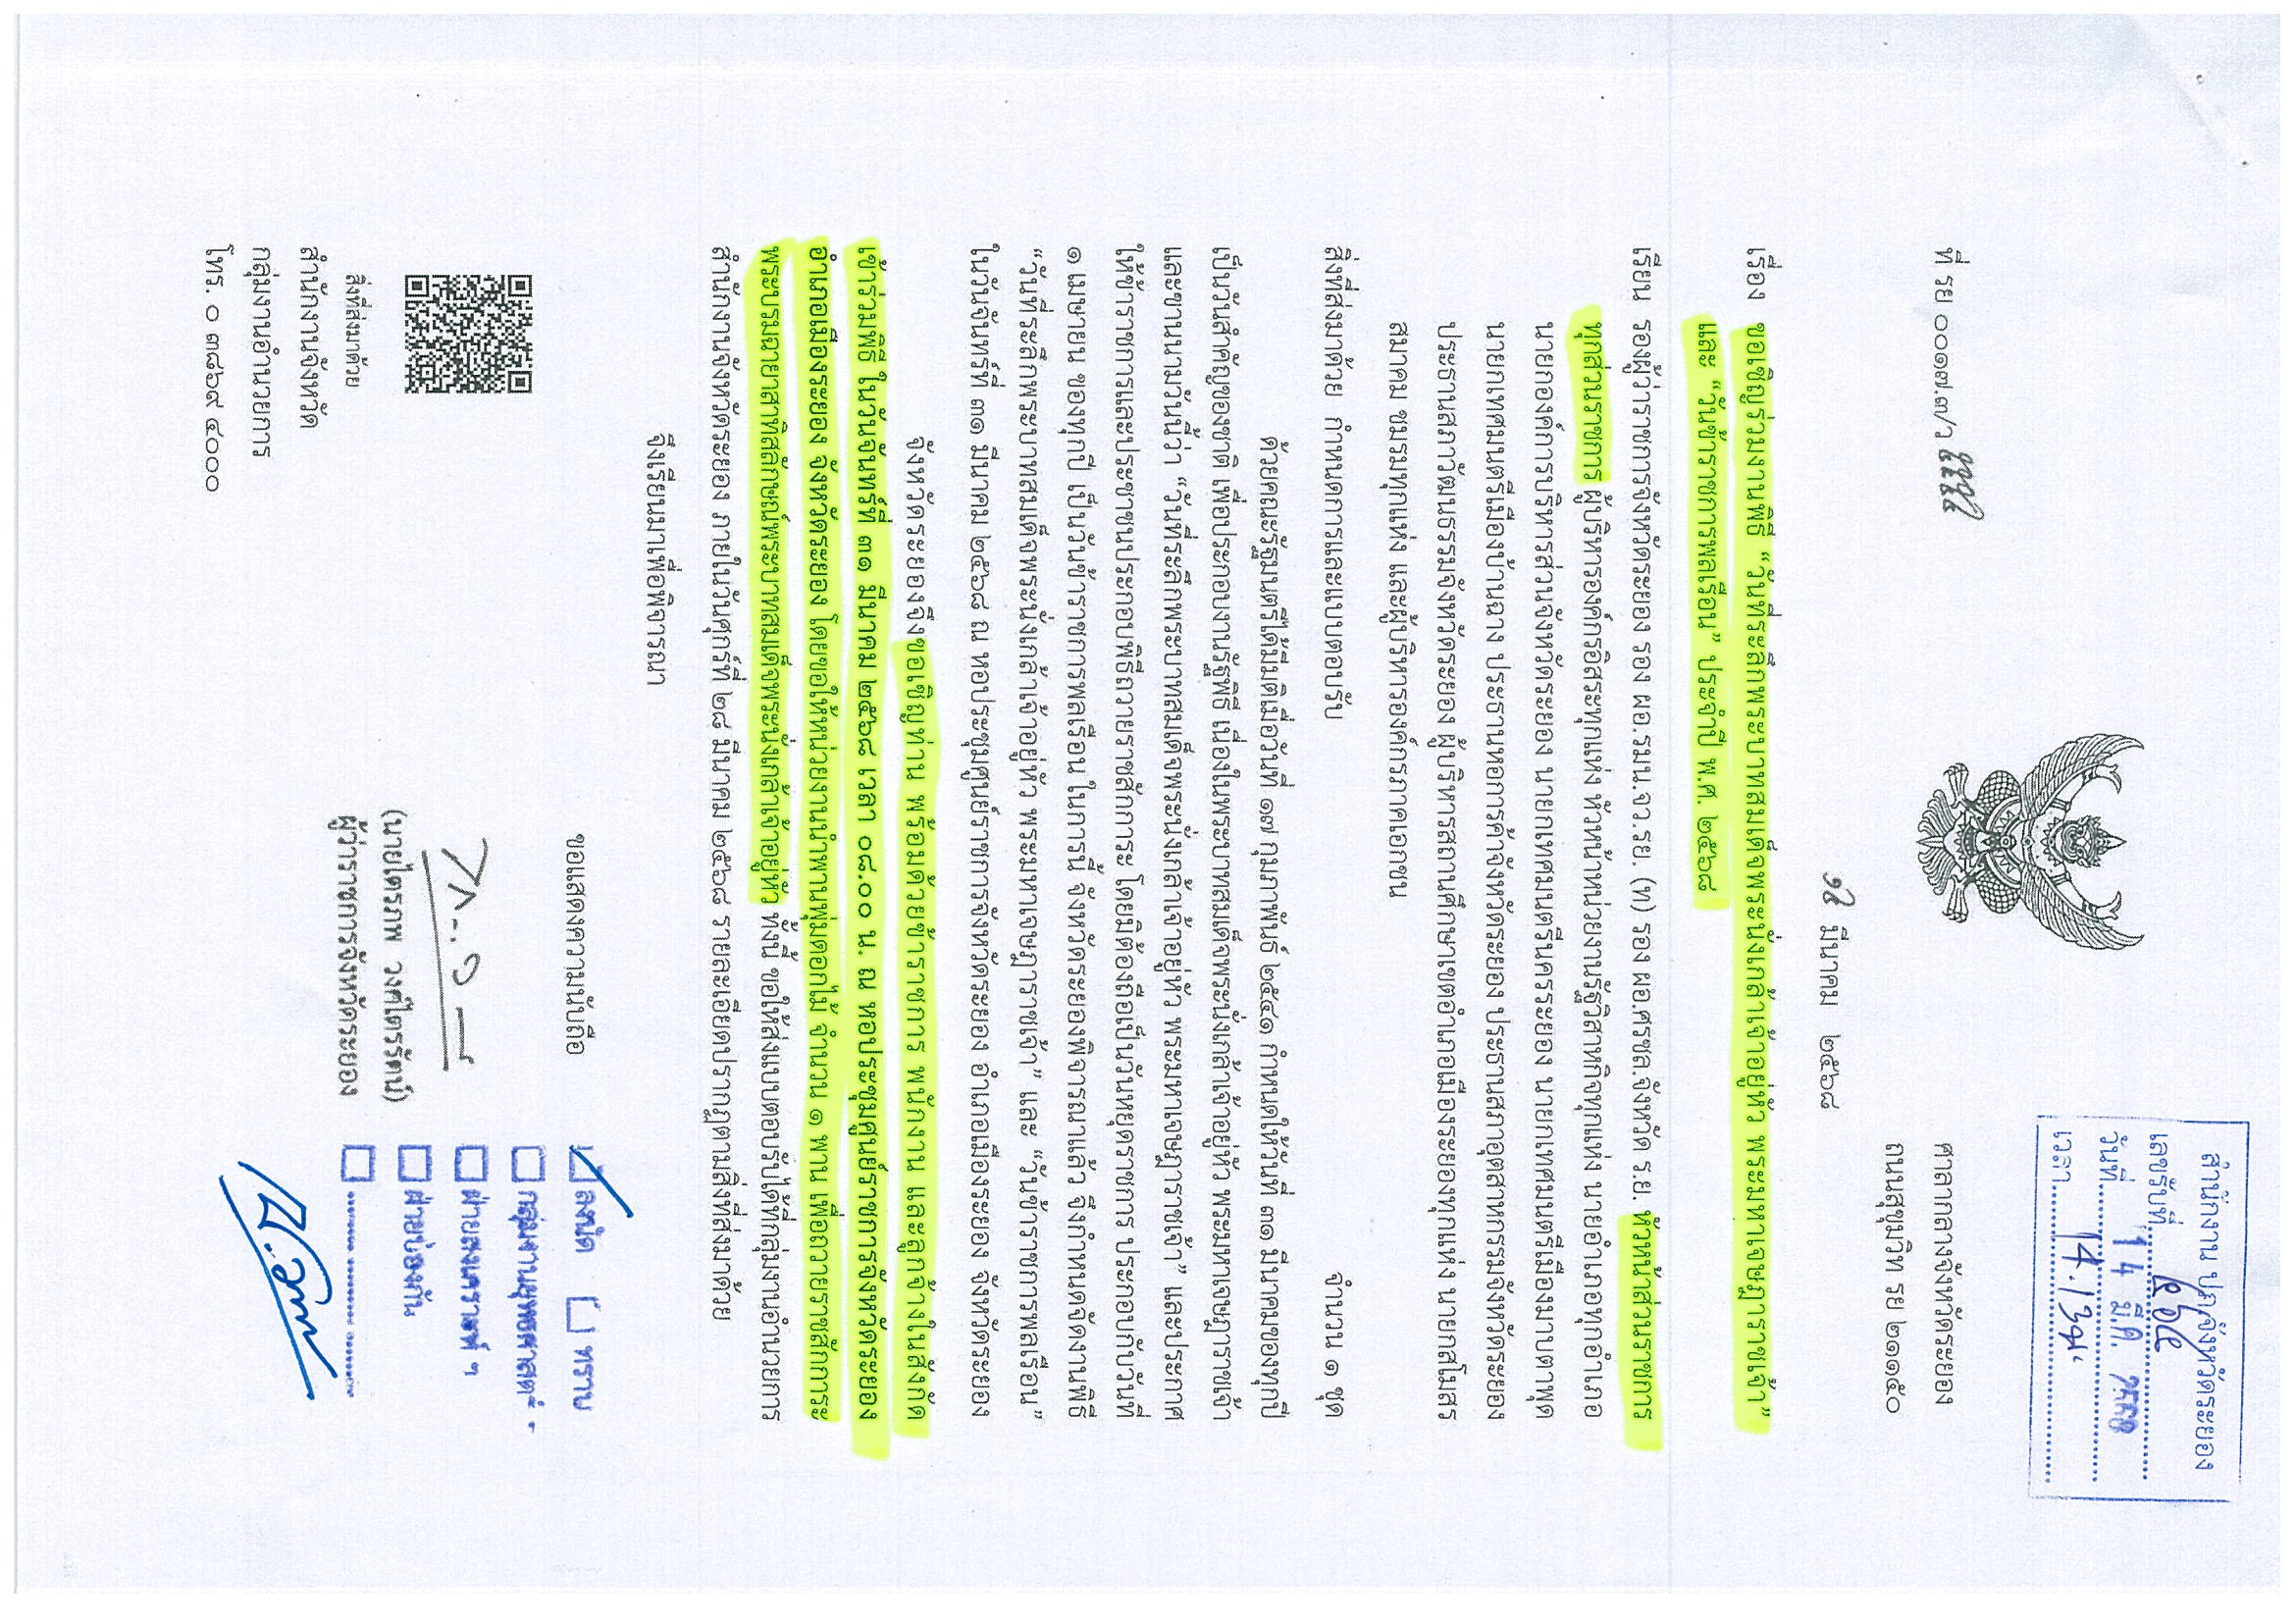 สำนักงาน ปภ.จังหวัดระยอง
เลขรับที่
วันที่ 14 มี.ค. 2568
เวลา 14.13 น.
ที่ รย ๐๐๑๗.๓/ว
ศาลากลางจังหวัดระยอง
ถนนสุขุมวิท รย ๒๑๑๕๐
มีนาคม ๒๕๖๘
เรื่อง ขอเชิญร่วมงานพิธี “วันที่ระลึกพระบาทสมเด็จพระนั่งเกล้าเจ้าอยู่หัว พระมหาเจษฎาราชเจ้า”
และ “วันข้าราชการพลเรือน” ประจำปี พ.ศ. ๒๕๖๘
เรียน รองผู้ว่าราชการจังหวัดระยอง รอง ผอ.รมน.จว.รย. (ท) รอง ผอ.ศรชล.จังหวัด ร.ย. หัวหน้าส่วนราชการ
ทุกส่วนราชการ ผู้บริหารองค์กรอิสระทุกแห่ง หัวหน้าหน่วยงานรัฐวิสาหกิจทุกแห่ง นายอำเภอทุกอำเภอ
นายกองค์การบริหารส่วนจังหวัดระยอง นายกเทศมนตรีนครระยอง นายกเทศมนตรีเมืองมาบตาพุด
นายกเทศมนตรีเมืองบ้านฉาง ประธานหอการค้าจังหวัดระยอง ประธานสภาอุตสาหกรรมจังหวัดระยอง
ประธานสภาวัฒนธรรมจังหวัดระยอง ผู้บริหารสถานศึกษาเขตอำเภอเมืองระยองทุกแห่ง นายกสโมสร
สมาคม ชมรมทุกแห่ง และผู้บริหารองค์กรภาคเอกชน
สิ่งที่ส่งมาด้วย กำหนดการและแบบตอบรับ จำนวน ๑ ชุด
ด้วยคณะรัฐมนตรีได้มีมติเมื่อวันที่ ๑๗ กุมภาพันธ์ ๒๕๔๑ กำหนดให้วันที่ ๓๑ มีนาคมของทุกปี
เป็นวันสำคัญของชาติ เพื่อประกอบงานรัฐพิธี เนื่องในพระบาทสมเด็จพระนั่งเกล้าเจ้าอยู่หัว พระมหาเจษฎาราชเจ้า
และขานนามวันนี้ว่า “วันที่ระลึกพระบาทสมเด็จพระนั่งเกล้าเจ้าอยู่หัว พระมหาเจษฎาราชเจ้า” และประกาศ
ให้ข้าราชการและประชาชนประกอบพิธีถวายราชสักการะ โดยมิต้องถือเป็นวันหยุดราชการ ประกอบกับวันที่
๑ เมษายน ของทุกปี เป็นวันข้าราชการพลเรือน ในการนี้ จังหวัดระยองพิจารณาแล้ว จึงกำหนดจัดงานพิธี
“วันที่ระลึกพระบาทสมเด็จพระนั่งเกล้าเจ้าอยู่หัว พระมหาเจษฎาราชเจ้า” และ “วันข้าราชการพลเรือน”
ในวันจันทร์ที่ ๓๑ มีนาคม ๒๕๖๘ ณ หอประชุมศูนย์ราชการจังหวัดระยอง อำเภอเมืองระยอง จังหวัดระยอง
จังหวัดระยองจึงขอเชิญท่าน พร้อมด้วยข้าราชการ พนักงาน และลูกจ้างในสังกัด
เข้าร่วมพิธี ในวันจันทร์ที่ ๓๑ มีนาคม ๒๕๖๘ เวลา ๐๘.๐๐ น. ณ หอประชุมศูนย์ราชการจังหวัดระยอง
อำเภอเมืองระยอง จังหวัดระยอง โดยขอให้หน่วยงานนำพานพุ่มดอกไม้ จำนวน ๑ พาน เพื่อถวายราชสักการะ
พระบรมฉายาสาทิสลักษณ์พระบาทสมเด็จพระนั่งเกล้าเจ้าอยู่หัว ทั้งนี้ ขอให้ส่งแบบตอบรับได้ที่กลุ่มงานอำนวยการ
สำนักงานจังหวัดระยอง ภายในวันศุกร์ที่ ๒๘ มีนาคม ๒๕๖๘ รายละเอียดปรากฏตามสิ่งที่ส่งมาด้วย
จึงเรียนมาเพื่อพิจารณา
ขอแสดงความนับถือ
ลงนัด ทราบ
กลุ่มงานยุทธศาสตร์
ฝ่ายสงเคราะห์ ฯ
ฝ่ายป้องกัน
(นายไตรภพ วงศ์ไตรรัตน์)
ผู้ว่าราชการจังหวัดระยอง
สิ่งที่ส่งมาด้วย
สำนักงานจังหวัด
กลุ่มงานอำนวยการ
โทร. ๐ ๓๘๖๙ ๔๐๐๐